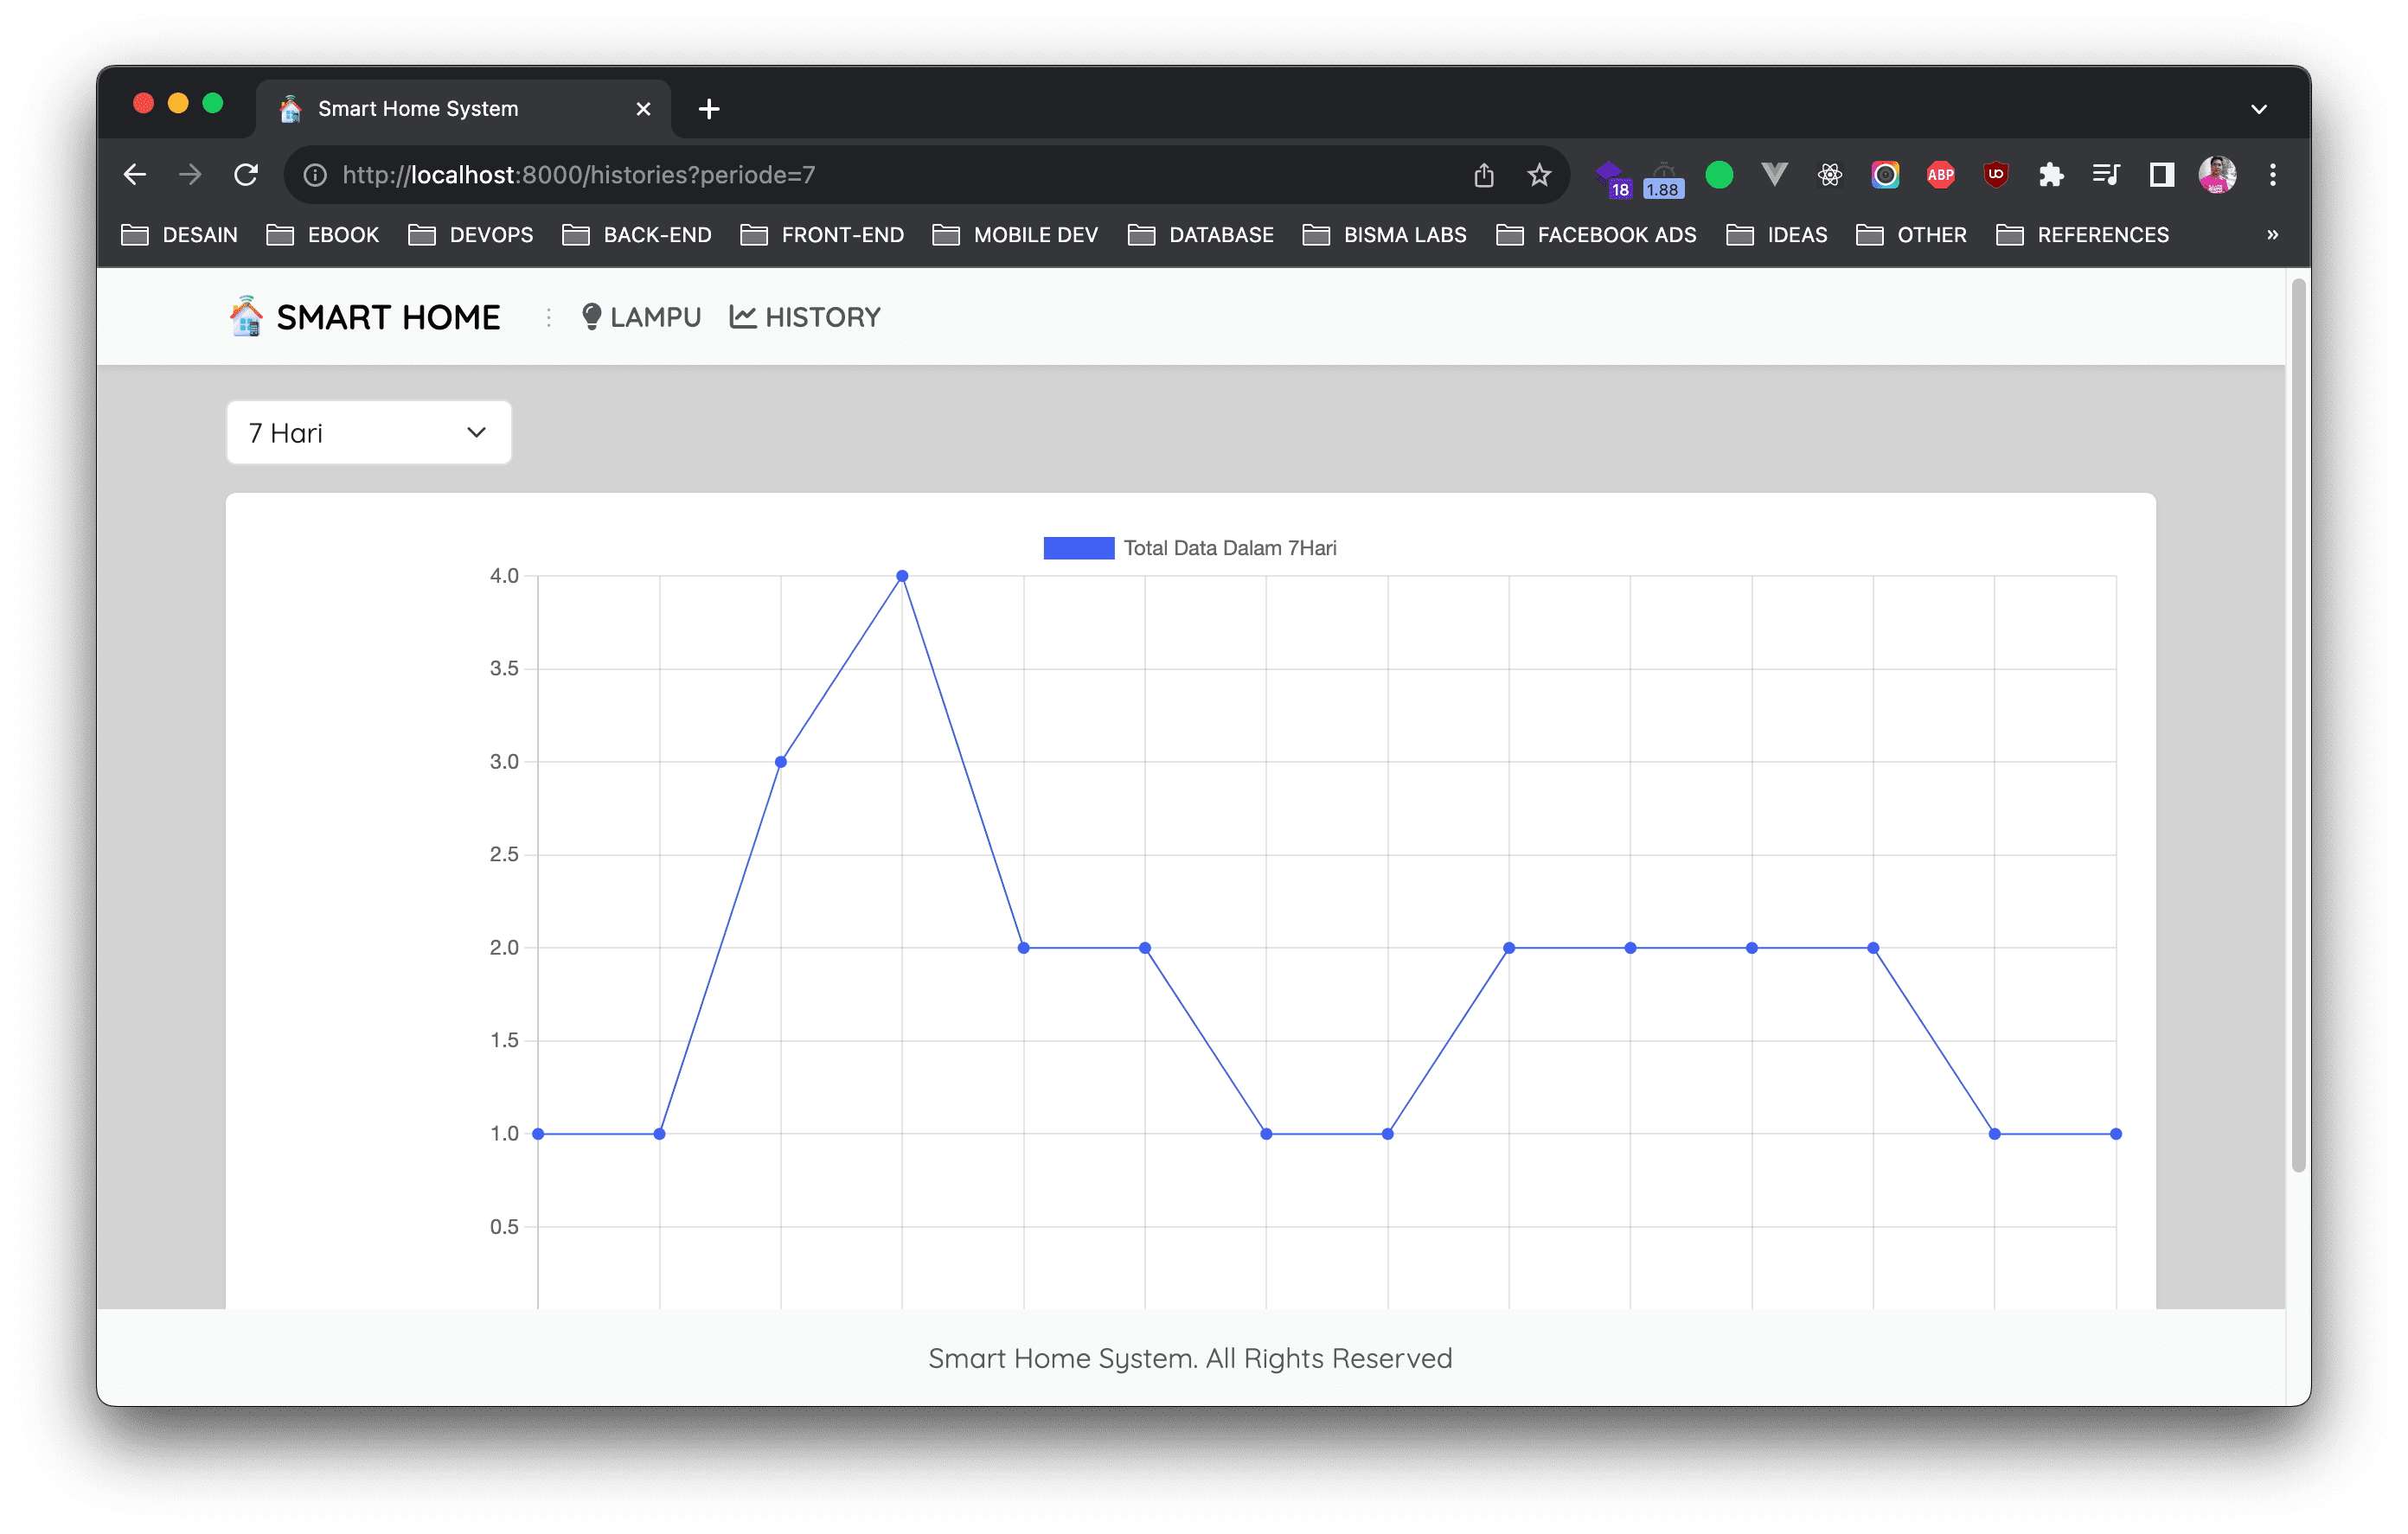 Smart Home System
http://localhost:8000/histories?periode=7
18
1.88
ABP
DESAIN EBOOK DEVOPS BACK-END FRONT-END MOBILE DEV DATABASE BISMA LABS FACEBOOK ADS IDEAS OTHER REFERENCES »
SMART HOME LAMPU HISTORY
7 Hari
Total Data Dalam 7Hari
4.0
3.5
3.0
2.5
2.0
1.5
1.0
0.5
Smart Home System. All Rights Reserved